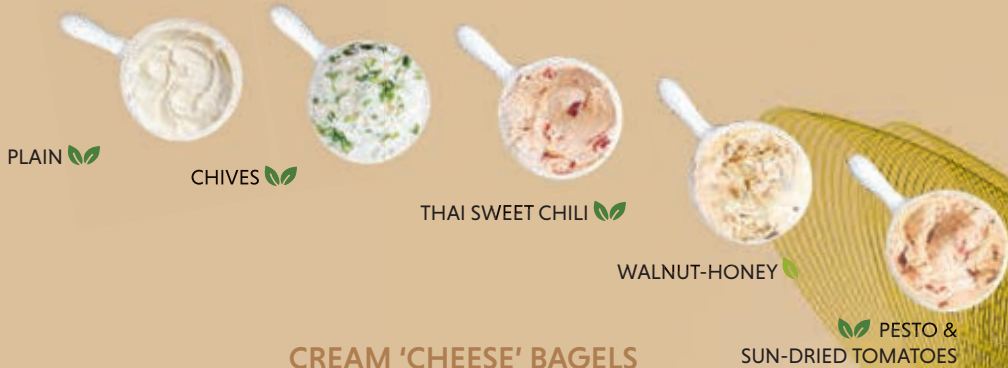 PLAIN
CHIVES
THAI SWEET CHILI
WALNUT-HONEY
PESTO &
SUN-DRIED TOMATOES
CREAM 'CHEESE' BAGELS